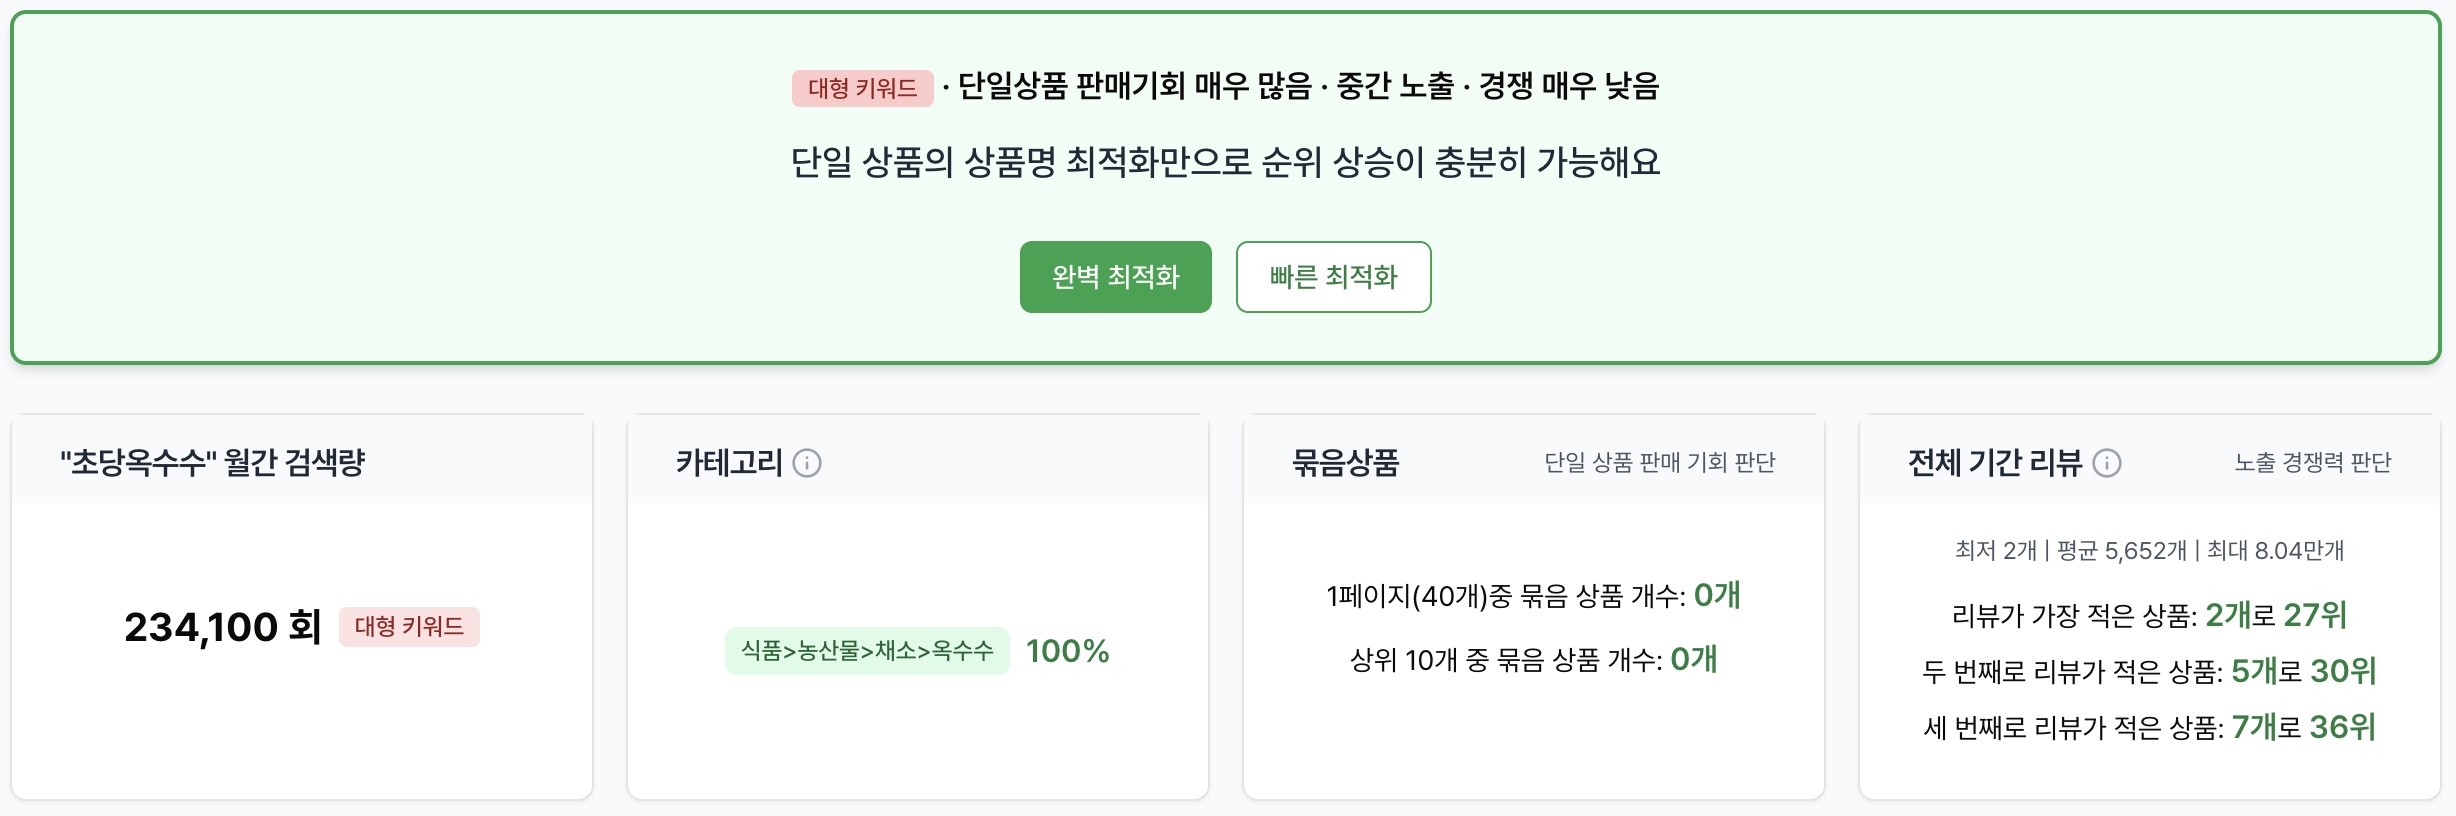 대형 키워드 · 단일상품 판매기회 매우 많음 · 중간 노출 · 경쟁 매우 낮음
단일 상품의 상품명 최적화만으로 순위 상승이 충분히 가능해요
완벽 최적화
빠른 최적화
"초당옥수수" 월간 검색량
234,100 회 대형 키워드
카테고리
식품>농산물>채소>옥수수 100%
묶음상품 단일 상품 판매 기회 판단
1페이지(40개)중 묶음 상품 개수: 0개
상위 10개 중 묶음 상품 개수: 0개
전체 기간 리뷰 노출 경쟁력 판단
최저 2개 | 평균 5,652개 | 최대 8.04만개
리뷰가 가장 적은 상품: 2개로 27위
두 번째로 리뷰가 적은 상품: 5개로 30위
세 번째로 리뷰가 적은 상품: 7개로 36위